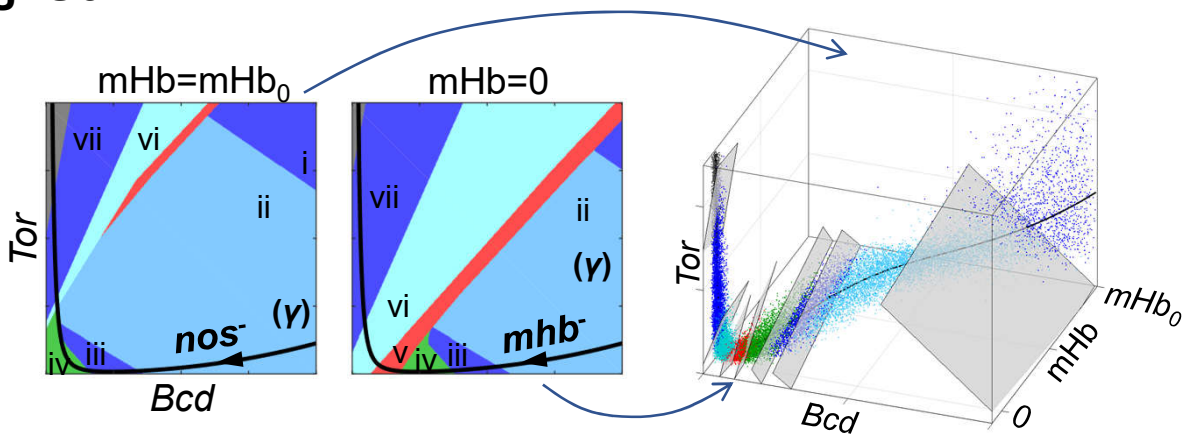 mHb=mHb₀
mHb=0
vii
vi
i
ii
(γ)
nos⁻
iv
iii
Tor
Bcd
vii
ii
(γ)
vi
mhb⁻
v
iv
iii
Tor
Bcd
mHb
mHb₀
0